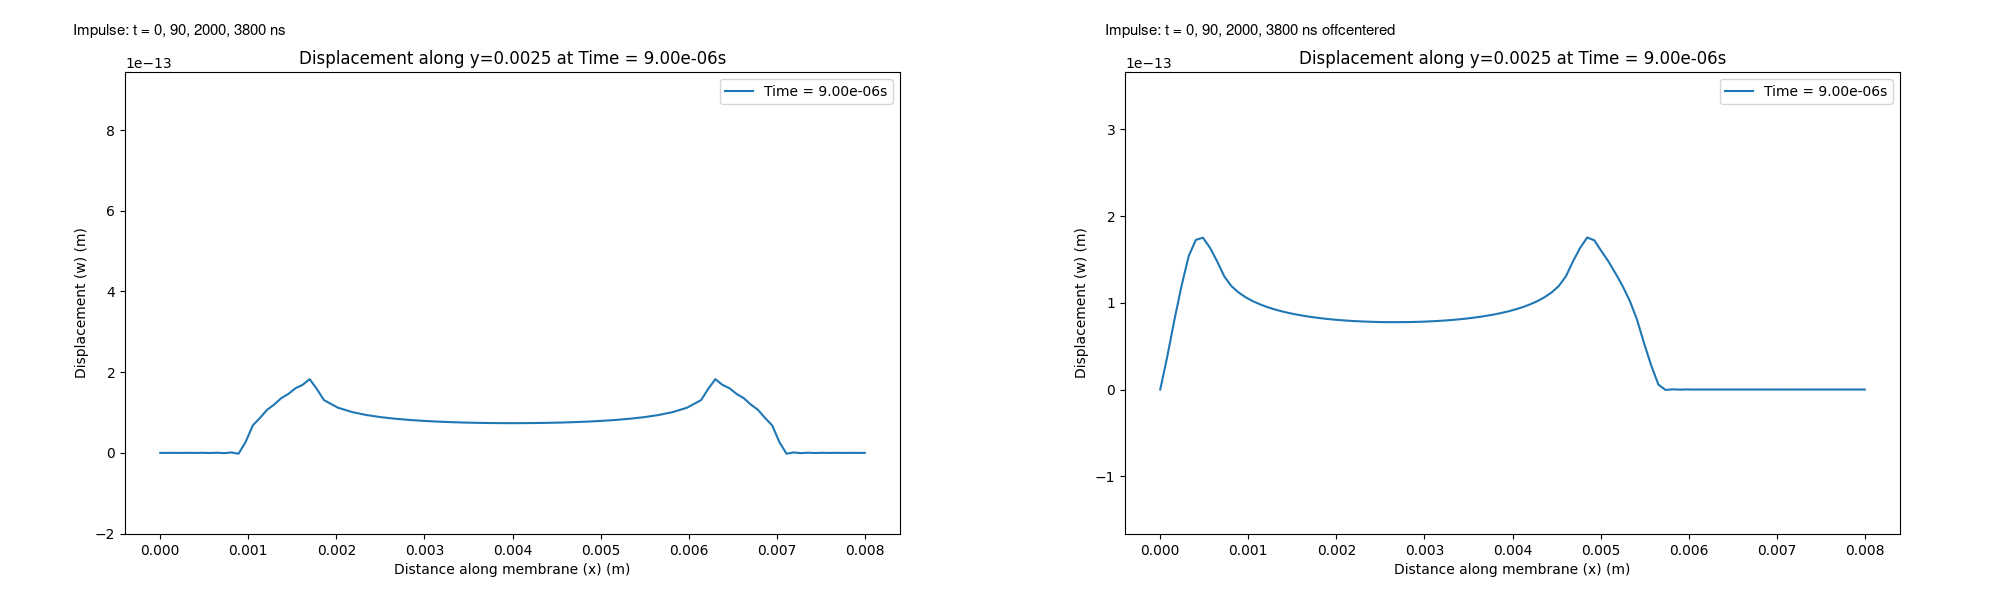 Impulse: t = 0, 90, 2000, 3800 ns
Displacement along y=0.0025 at Time = 9.00e-06s
1e−13
Time = 9.00e-06s
8
6
4
2
0
−2
Displacement (w) (m)
0.000 0.001 0.002 0.003 0.004 0.005 0.006 0.007 0.008
Distance along membrane (x) (m)
Impulse: t = 0, 90, 2000, 3800 ns offcentered
Displacement along y=0.0025 at Time = 9.00e-06s
1e−13
Time = 9.00e-06s
3
2
1
0
−1
Displacement (w) (m)
0.000 0.001 0.002 0.003 0.004 0.005 0.006 0.007 0.008
Distance along membrane (x) (m)